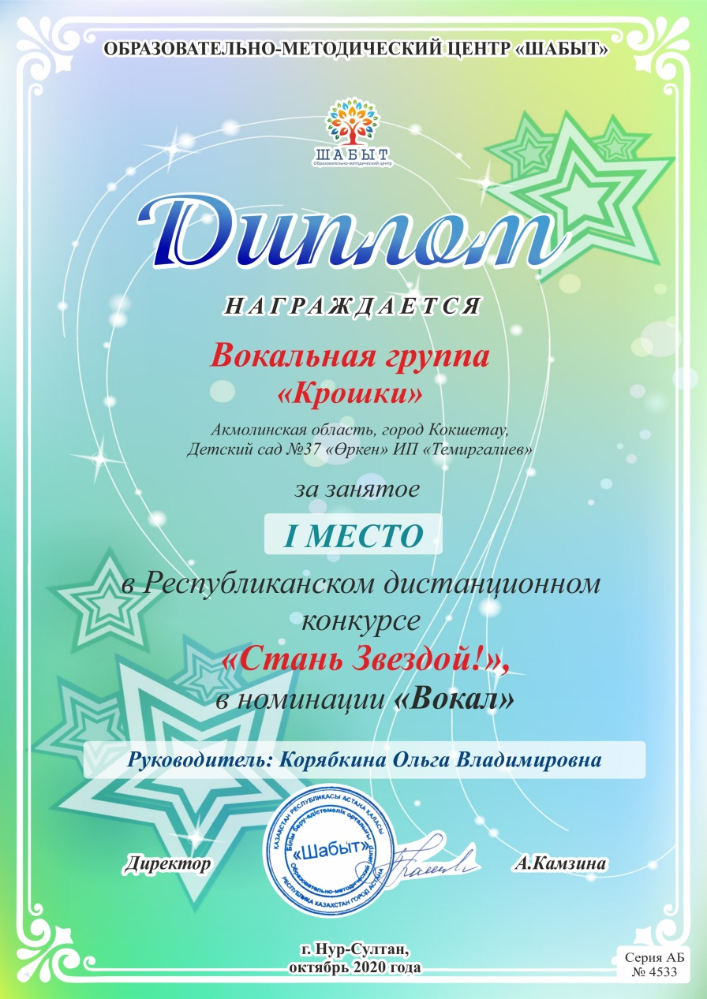 ОБРАЗОВАТЕЛЬНО-МЕТОДИЧЕСКИЙ ЦЕНТР «ШАБЫТ»
ШАБЫТ
Образовательно-методический центр
Диплом
НАГРАЖДАЕТСЯ
Вокальная группа
«Крошки»
Акмолинская область, город Кокшетау,
Детский сад №37 «Өркен» ИП «Темиргалиев»
за занятое
I МЕСТО
в Республиканском дистанционном
конкурсе
«Стань Звездой!»,
в номинации «Вокал»
Руководитель: Корябкина Ольга Владимировна
ҚАЗАҚСТАН РЕСПУБЛИКАСЫ АСТАНА ҚАЛАСЫ
Білім беру-әдістемелік орталығы
«Шабыт»
Образовательно-методический центр
РЕСПУБЛИКА КАЗАХСТАН ГОРОД АСТАНА
Директор
А.Камзина
г. Нур-Султан,
октябрь 2020 года
Серия АБ
№ 4533